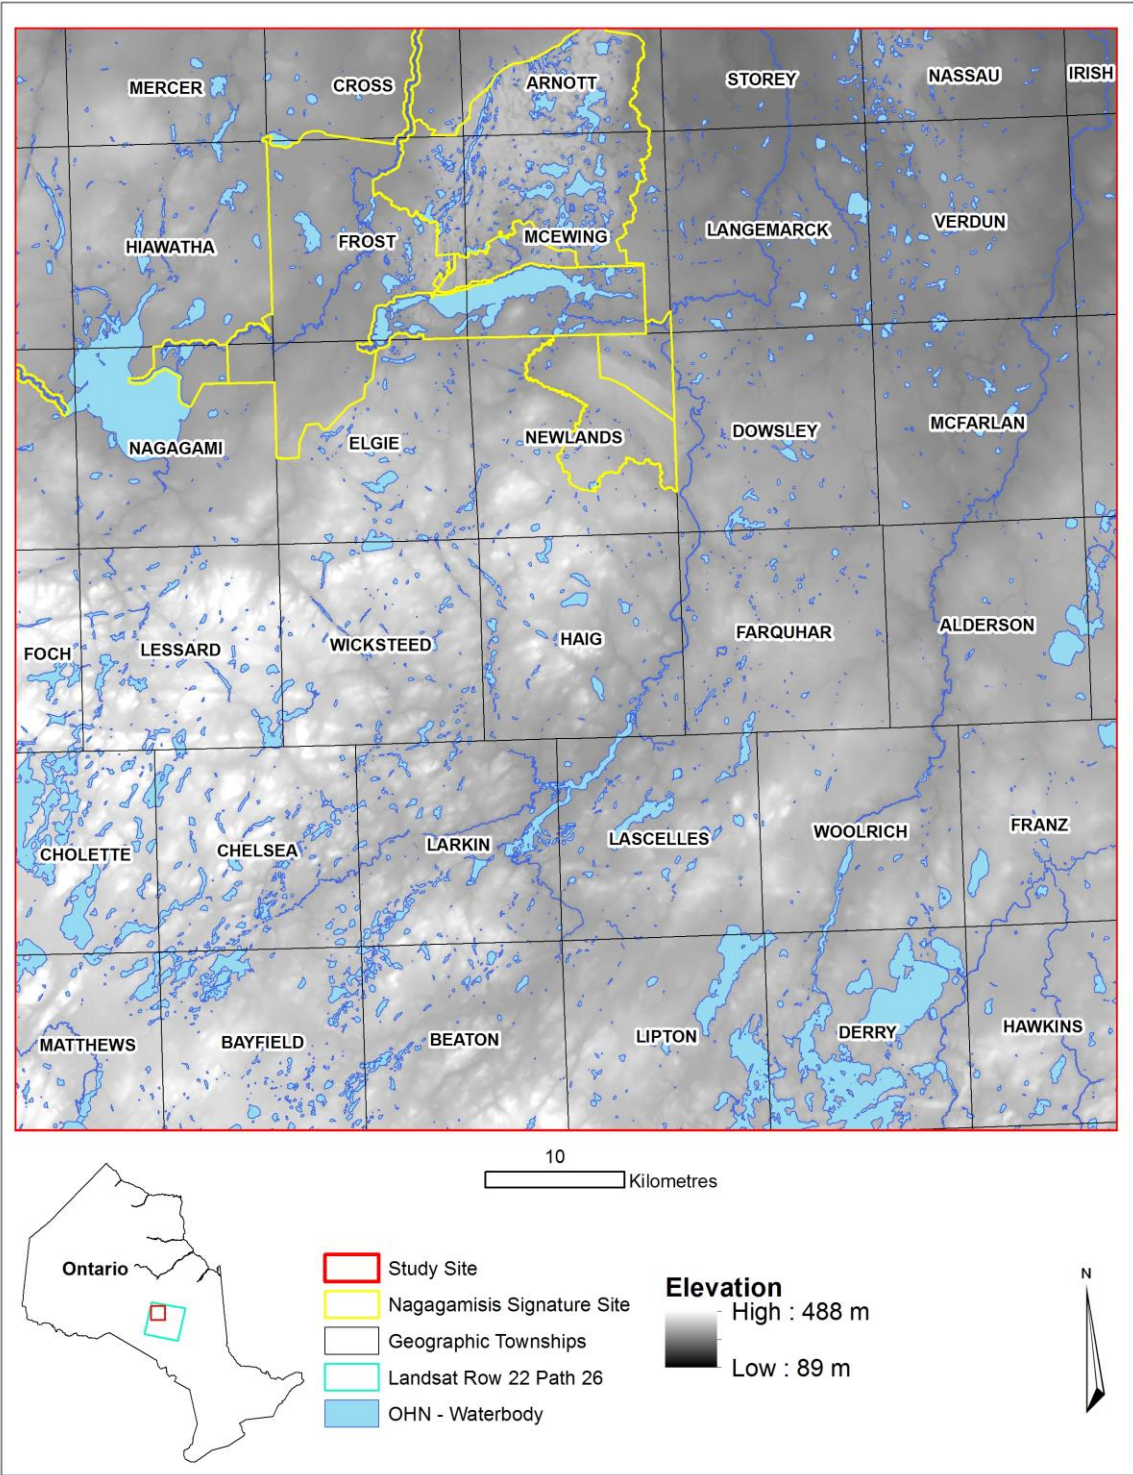 MERCER
CROSS
ARNOTT
STOREY
NASSAU
IRISH
HIAWATHA
FROST
MCEWING
LANGEMARCK
VERDUN
NAGAGAMI
ELGIE
NEWLANDS
DOWSLEY
MCFARLAN
FOCH
LESSARD
WICKSTEED
HAIG
FARQUHAR
ALDERSON
CHOLETTE
CHELSEA
LARKIN
LASCELLES
WOOLRICH
FRANZ
MATTHEWS
BAYFIELD
BEATON
LIPTON
DERRY
HAWKINS
10
Kilometres
Ontario
Study Site
Nagagamisis Signature Site
Geographic Townships
Landsat Row 22 Path 26
OHN - Waterbody
Elevation
High : 488 m
Low : 89 m
N